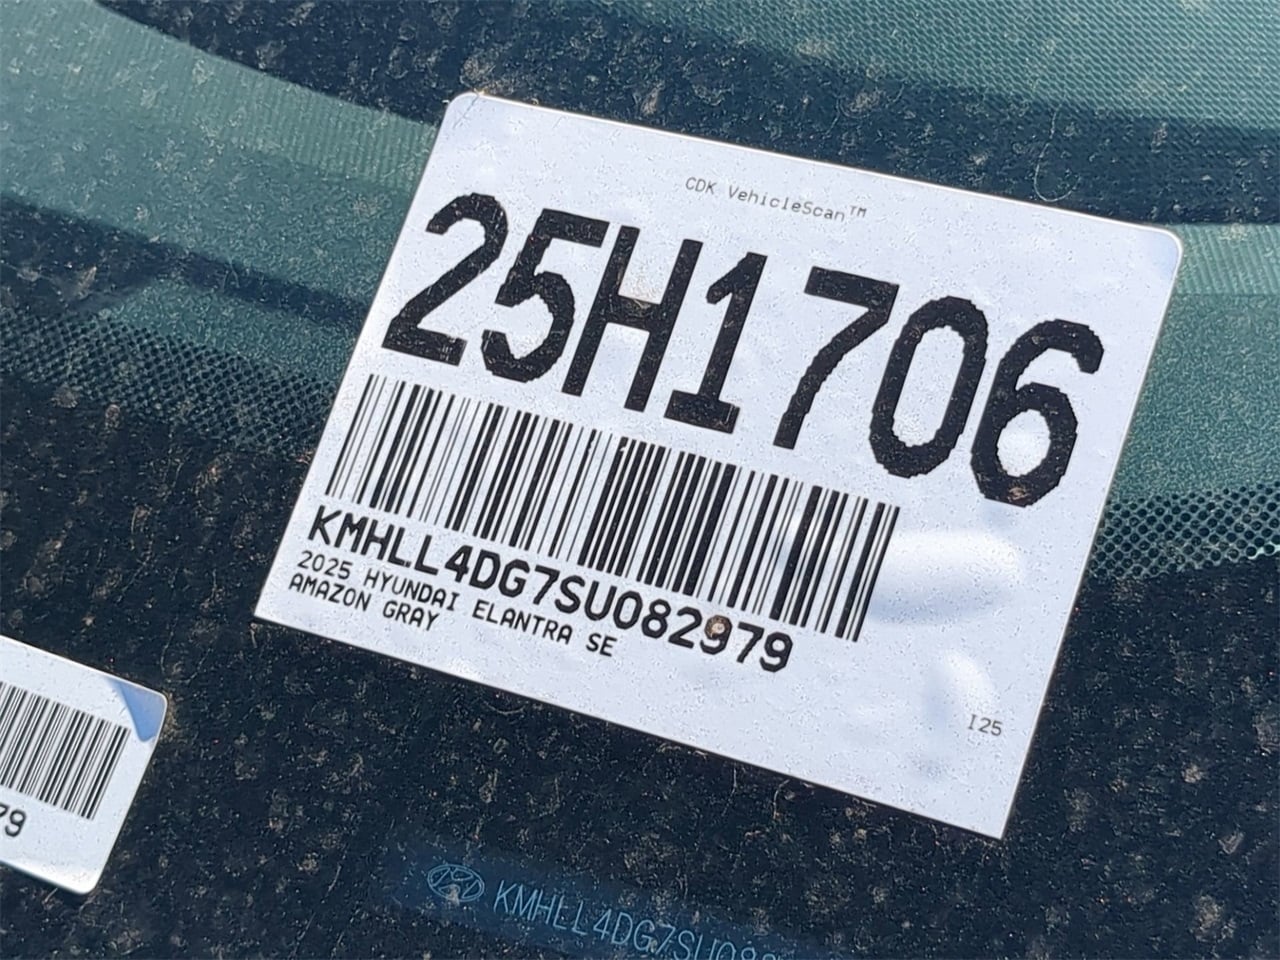 CDK VehicleScan™
25H1706
KMHLL4DG7SU082979
2025 HYUNDAI ELANTRA SE
AMAZON GRAY
I25
79
KMHLL4DG7SU08